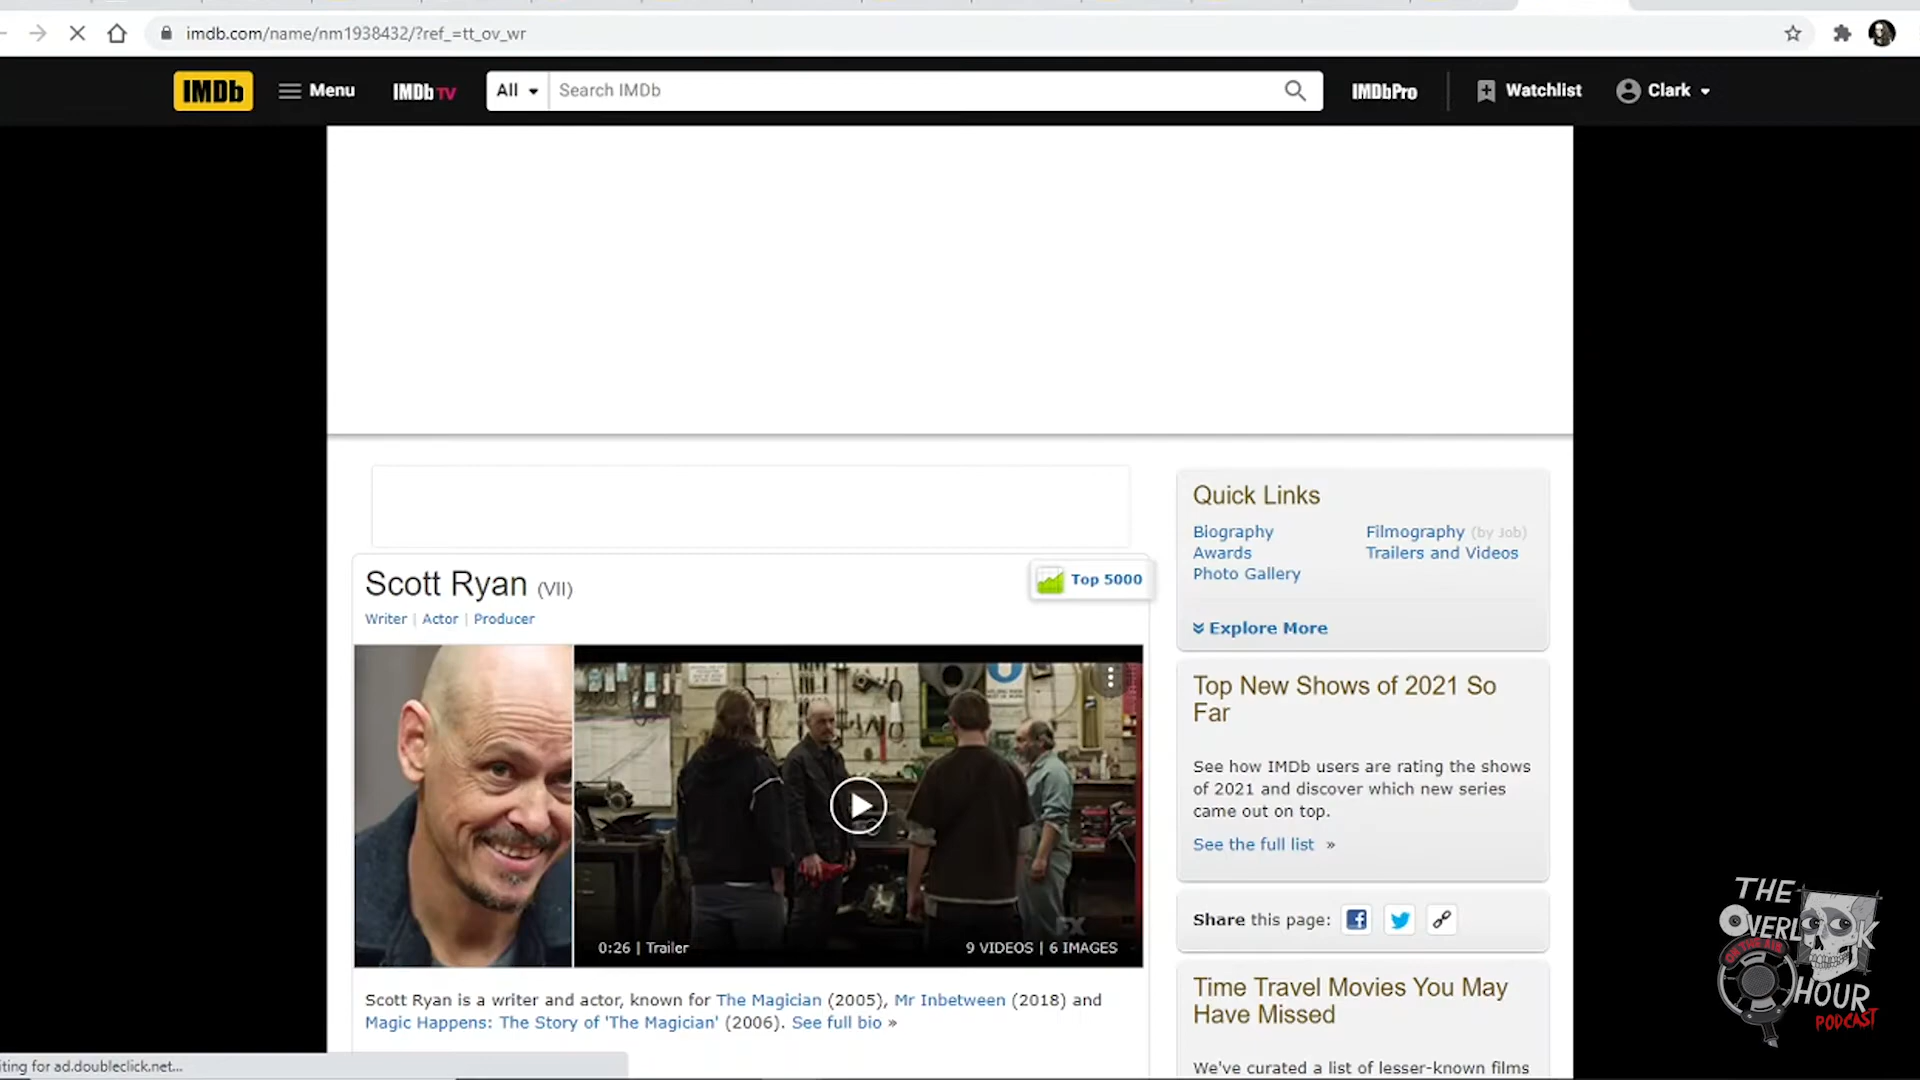 imdb.com/name/nm1938432/?ref_=tt_ov_wr
IMDb Menu IMDbTV All Search IMDb IMDbPro Watchlist Clark
Quick Links
Biography Filmography (by Job)
Awards Trailers and Videos
Photo Gallery
Explore More
Scott Ryan (VII) Top 5000
Writer | Actor | Producer
0:26 | Trailer 9 VIDEOS | 6 IMAGES
FX
Scott Ryan is a writer and actor, known for The Magician (2005), Mr Inbetween (2018) and
Magic Happens: The Story of 'The Magician' (2006). See full bio »
Top New Shows of 2021 So
Far
See how IMDb users are rating the shows
of 2021 and discover which new series
came out on top.
See the full list »
Share this page:
Time Travel Movies You May
Have Missed
We've curated a list of lesser-known films
iting for ad.doubleclick.net...
THE
OVERLOOK
ON THE AIR
HOUR
PODCAST